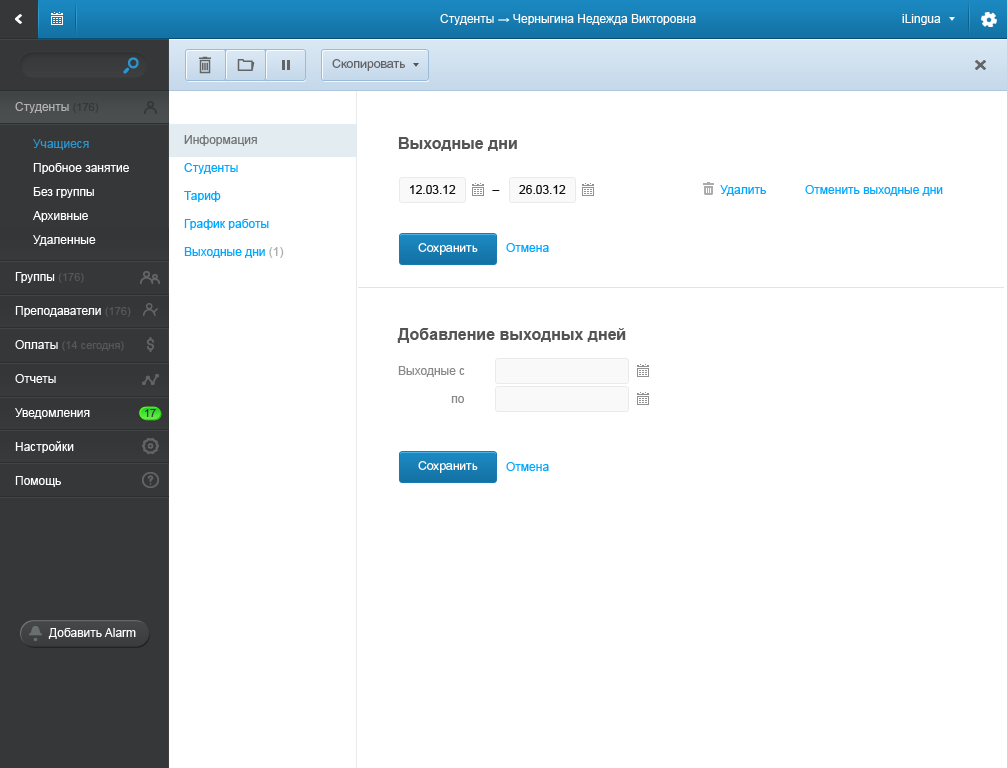 Студенты → Черныгина Надежда Викторовна
iLingua
Скопировать
Студенты (176)
Учащиеся
Пробное занятие
Без группы
Архивные
Удаленные
Группы (176)
Преподаватели (176)
Оплаты (14 сегодня)
Отчеты
Уведомления 17
Настройки
Помощь
Добавить Alarm
Информация
Студенты
Тариф
График работы
Выходные дни (1)
Выходные дни
12.03.12 – 26.03.12 Удалить Отменить выходные дни
Сохранить Отмена
Добавление выходных дней
Выходные с
по
Сохранить Отмена